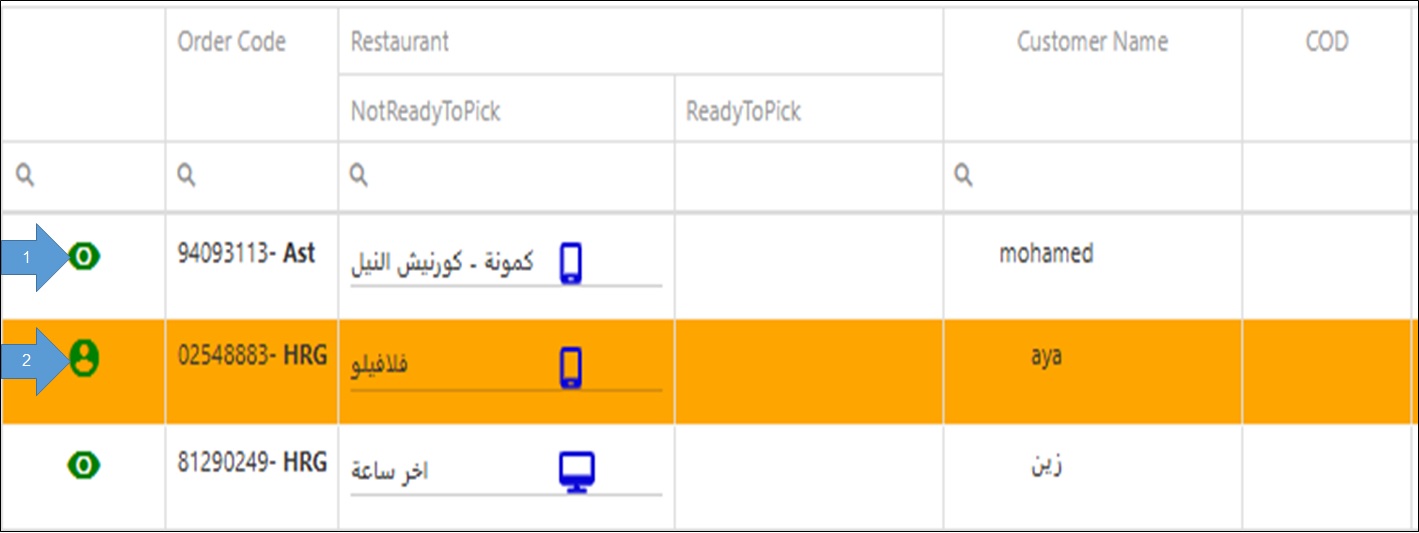 Order Code Restaurant Customer Name COD
NotReadyToPick ReadyToPick
1 94093113- Ast كمونة - كورنيش النيل mohamed
2 02548883- HRG فلافيلو aya
81290249- HRG اخر ساعة زين